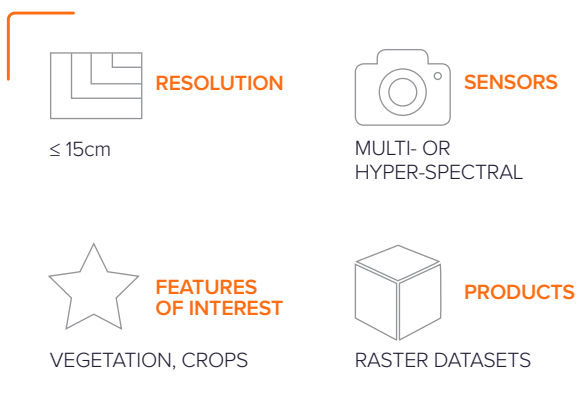 RESOLUTION
≤ 15cm
SENSORS
MULTI- OR
HYPER-SPECTRAL
FEATURES
OF INTEREST
VEGETATION, CROPS
PRODUCTS
RASTER DATASETS